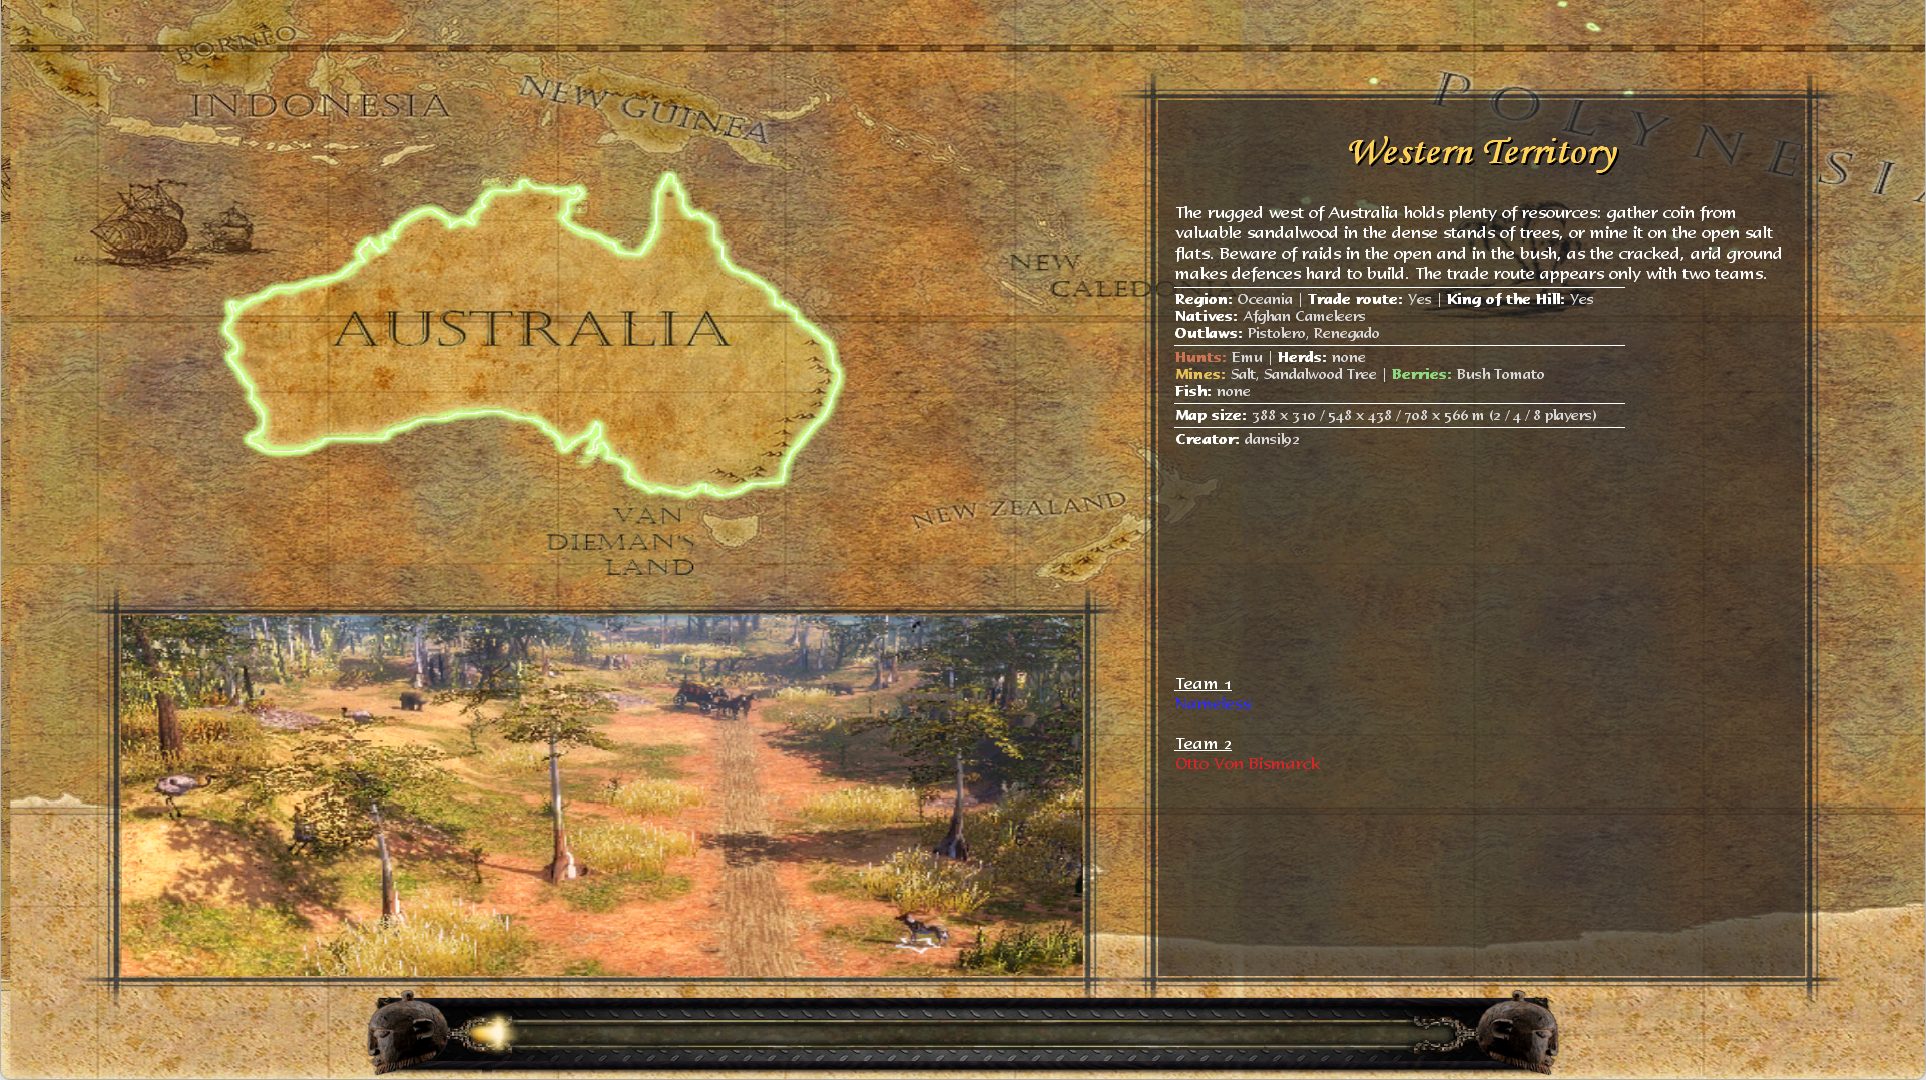 BORNEO
INDONESIA
NEW GUINEA
POLYNESIA
AUSTRALIA
NEW
CALEDO
VAN
DIEMAN'S
LAND
NEW ZEALAND
Western Territory
The rugged west of Australia holds plenty of resources: gather coin from
valuable sandalwood in the dense stands of trees, or mine it on the open salt
flats. Beware of raids in the open and in the bush, as the cracked, arid ground
makes defences hard to build. The trade route appears only with two teams.
Region: Oceania | Trade route: Yes | King of the Hill: Yes
Natives: Afghan Cameleers
Outlaws: Pistolero, Renegado
Hunts: Emu | Herds: none
Mines: Salt, Sandalwood Tree | Berries: Bush Tomato
Fish: none
Map size: 388 x 310 / 548 x 438 / 708 x 566 m (2 / 4 / 8 players)
Creator: dansil92
Team 1
Nameless
Team 2
Otto Von Bismarck